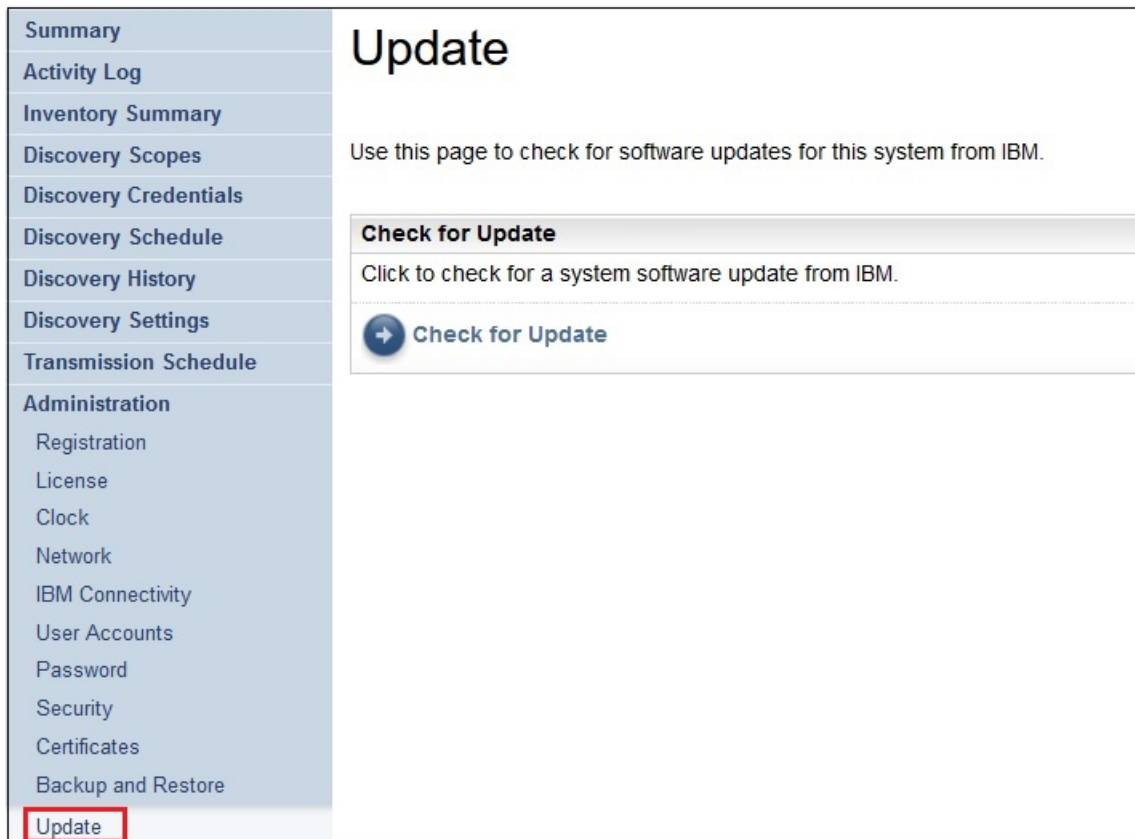 Summary
Activity Log
Inventory Summary
Discovery Scopes
Discovery Credentials
Discovery Schedule
Discovery History
Discovery Settings
Transmission Schedule
Administration
Registration
License
Clock
Network
IBM Connectivity
User Accounts
Password
Security
Certificates
Backup and Restore
Update
Update
Use this page to check for software updates for this system from IBM.
Check for Update
Click to check for a system software update from IBM.
Check for Update